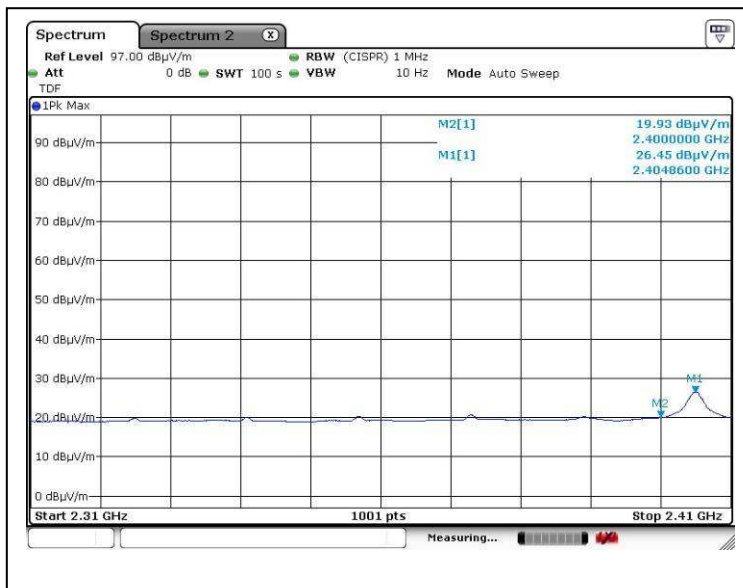 Spectrum Spectrum 2 X
Ref Level 97.00 dBµV/m RBW (CISPR) 1 MHz
Att 0 dB SWT 100 s VBW 10 Hz Mode Auto Sweep
TDF
1Pk Max
M2[1] 19.93 dBµV/m
2.4000000 GHz
M1[1] 26.45 dBµV/m
2.4048600 GHz
90 dBµV/m
80 dBµV/m
70 dBµV/m
60 dBµV/m
50 dBµV/m
40 dBµV/m
30 dBµV/m
M1
M2
20 dBµV/m
10 dBµV/m
0 dBµV/m
Start 2.31 GHz 1001 pts Stop 2.41 GHz
Measuring...